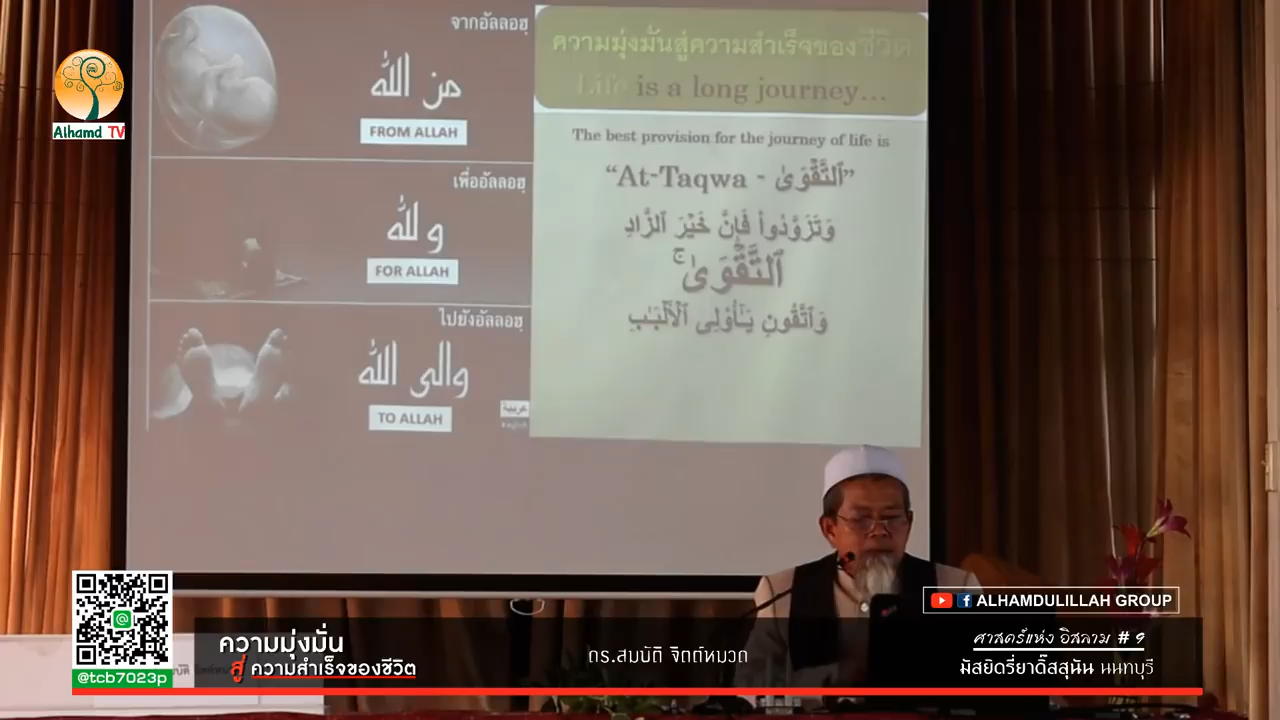 Alhamd TV
จากอัลลอฮฺ
من الله
FROM ALLAH
เพื่ออัลลอฮฺ
و لله
FOR ALLAH
ไปยังอัลลอฮฺ
والى الله
TO ALLAH
عربية
English
ความมุ่งมั่นสู่ความสำเร็จของชีวิต
Life is a long journey...
The best provision for the journey of life is
“At-Taqwa - ٱلتَّقْوَىٰ”
وَتَزَوَّدُوا۟ فَإِنَّ خَيْرَ ٱلزَّادِ
ٱلتَّقْوَىٰ ۚ
وَٱتَّقُونِ يَـٰٓأُو۟لِى ٱلْأَلْبَـٰبِ
@tcb7023p
ความมุ่งมั่น
สู่ ความสำเร็จของชีวิต
ดร.สมบัติ จิตต์หมวด
ALHAMDULILLAH GROUP
ศาสตร์แห่ง อิสลาม # 9
มัสยิดรี่ยาดิ๊สสุนัน นนทบุรี